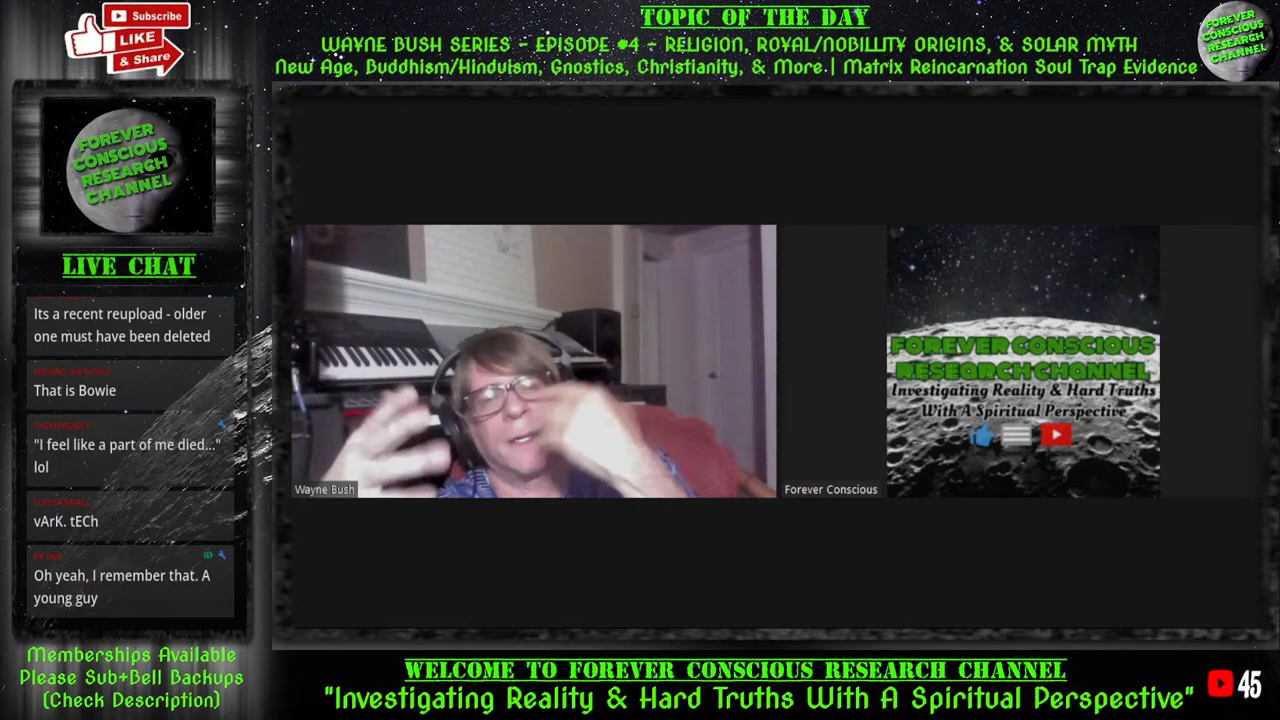 Subscribe
LIKE
& Share
TOPIC OF THE DAY
WAYNE BUSH SERIES - EPISODE #4 - RELIGION, ROYAL/NOBILLITY ORIGINS, & SOLAR MYTH
New Age, Buddhism/Hinduism, Gnostics, Christianity, & More | Matrix Reincarnation Soul Trap Evidence
FOREVER
CONSCIOUS
RESEARCH
CHANNEL
FOREVER
CONSCIOUS
RESEARCH
CHANNEL
LIVE CHAT
Its a recent reupload - older
one must have been deleted
MICHAEL ANTHONY
That is Bowie
"I feel like a part of me died..."
lol
LOUISA SMALL
vArK. tECh
Oh yeah, I remember that. A
young guy
Memberships Available
Please Sub+Bell Backups
(Check Description)
Wayne Bush
FOREVER CONSCIOUS
RESEARCH CHANNEL
Investigating Reality & Hard Truths
With A Spiritual Perspective
Forever Conscious
WELCOME TO FOREVER CONSCIOUS RESEARCH CHANNEL
"Investigating Reality & Hard Truths With A Spiritual Perspective"
45